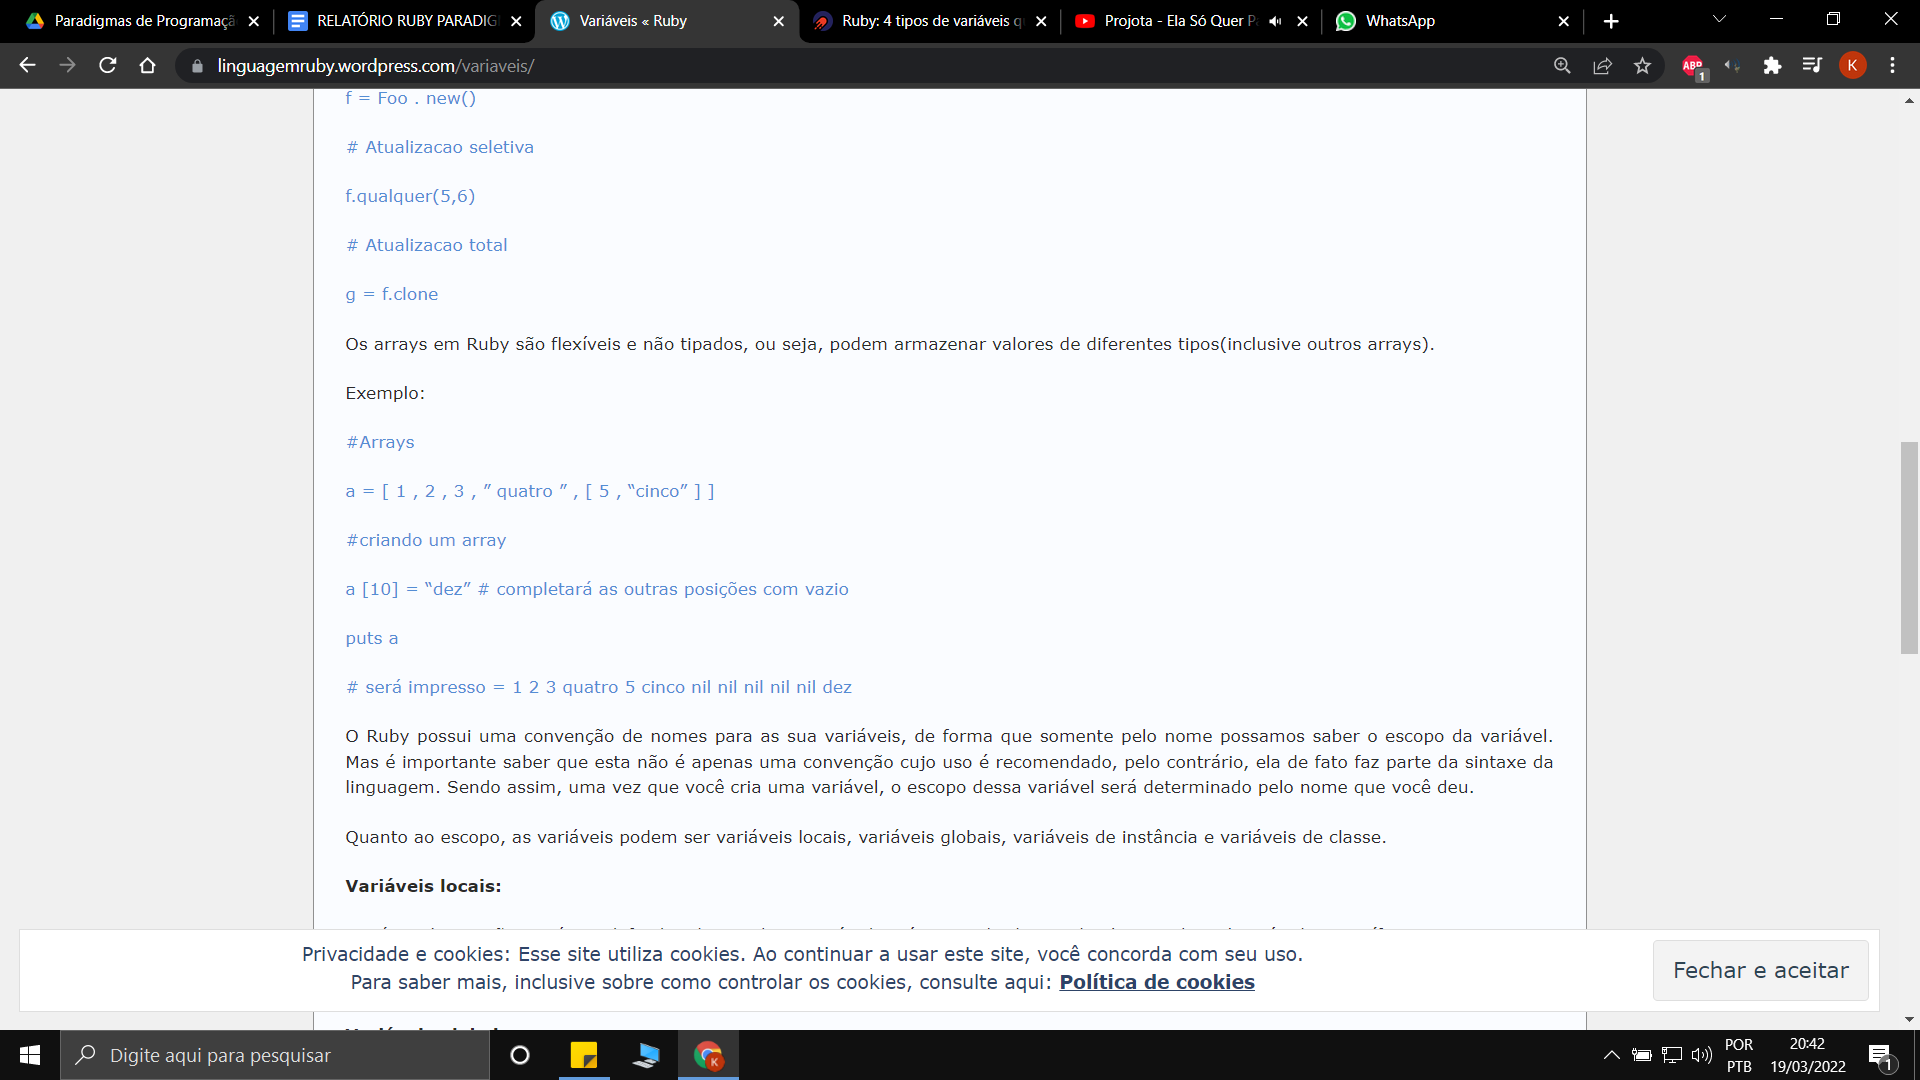 Paradigmas de Programaçã
RELATÓRIO RUBY PARADIG
Variáveis « Ruby
Ruby: 4 tipos de variáveis q
Projota - Ela Só Quer P
WhatsApp
linguagemruby.wordpress.com/variaveis/
ABP
1
K
f = Foo . new()
# Atualizacao seletiva
f.qualquer(5,6)
# Atualizacao total
g = f.clone
Os arrays em Ruby são flexíveis e não tipados, ou seja, podem armazenar valores de diferentes tipos(inclusive outros arrays).
Exemplo:
#Arrays
a = [ 1 , 2 , 3 , ” quatro ” , [ 5 , “cinco” ] ]
#criando um array
a [10] = “dez” # completará as outras posições com vazio
puts a
# será impresso = 1 2 3 quatro 5 cinco nil nil nil nil nil dez
O Ruby possui uma convenção de nomes para as sua variáveis, de forma que somente pelo nome possamos saber o escopo da variável.
Mas é importante saber que esta não é apenas uma convenção cujo uso é recomendado, pelo contrário, ela de fato faz parte da sintaxe da
linguagem. Sendo assim, uma vez que você cria uma variável, o escopo dessa variável será determinado pelo nome que você deu.
Quanto ao escopo, as variáveis podem ser variáveis locais, variáveis globais, variáveis de instância e variáveis de classe.
Variáveis locais:
Privacidade e cookies: Esse site utiliza cookies. Ao continuar a usar este site, você concorda com seu uso.
Para saber mais, inclusive sobre como controlar os cookies, consulte aqui: Política de cookies
Fechar e aceitar
Digite aqui para pesquisar
K
POR
PTB
20:42
19/03/2022
1